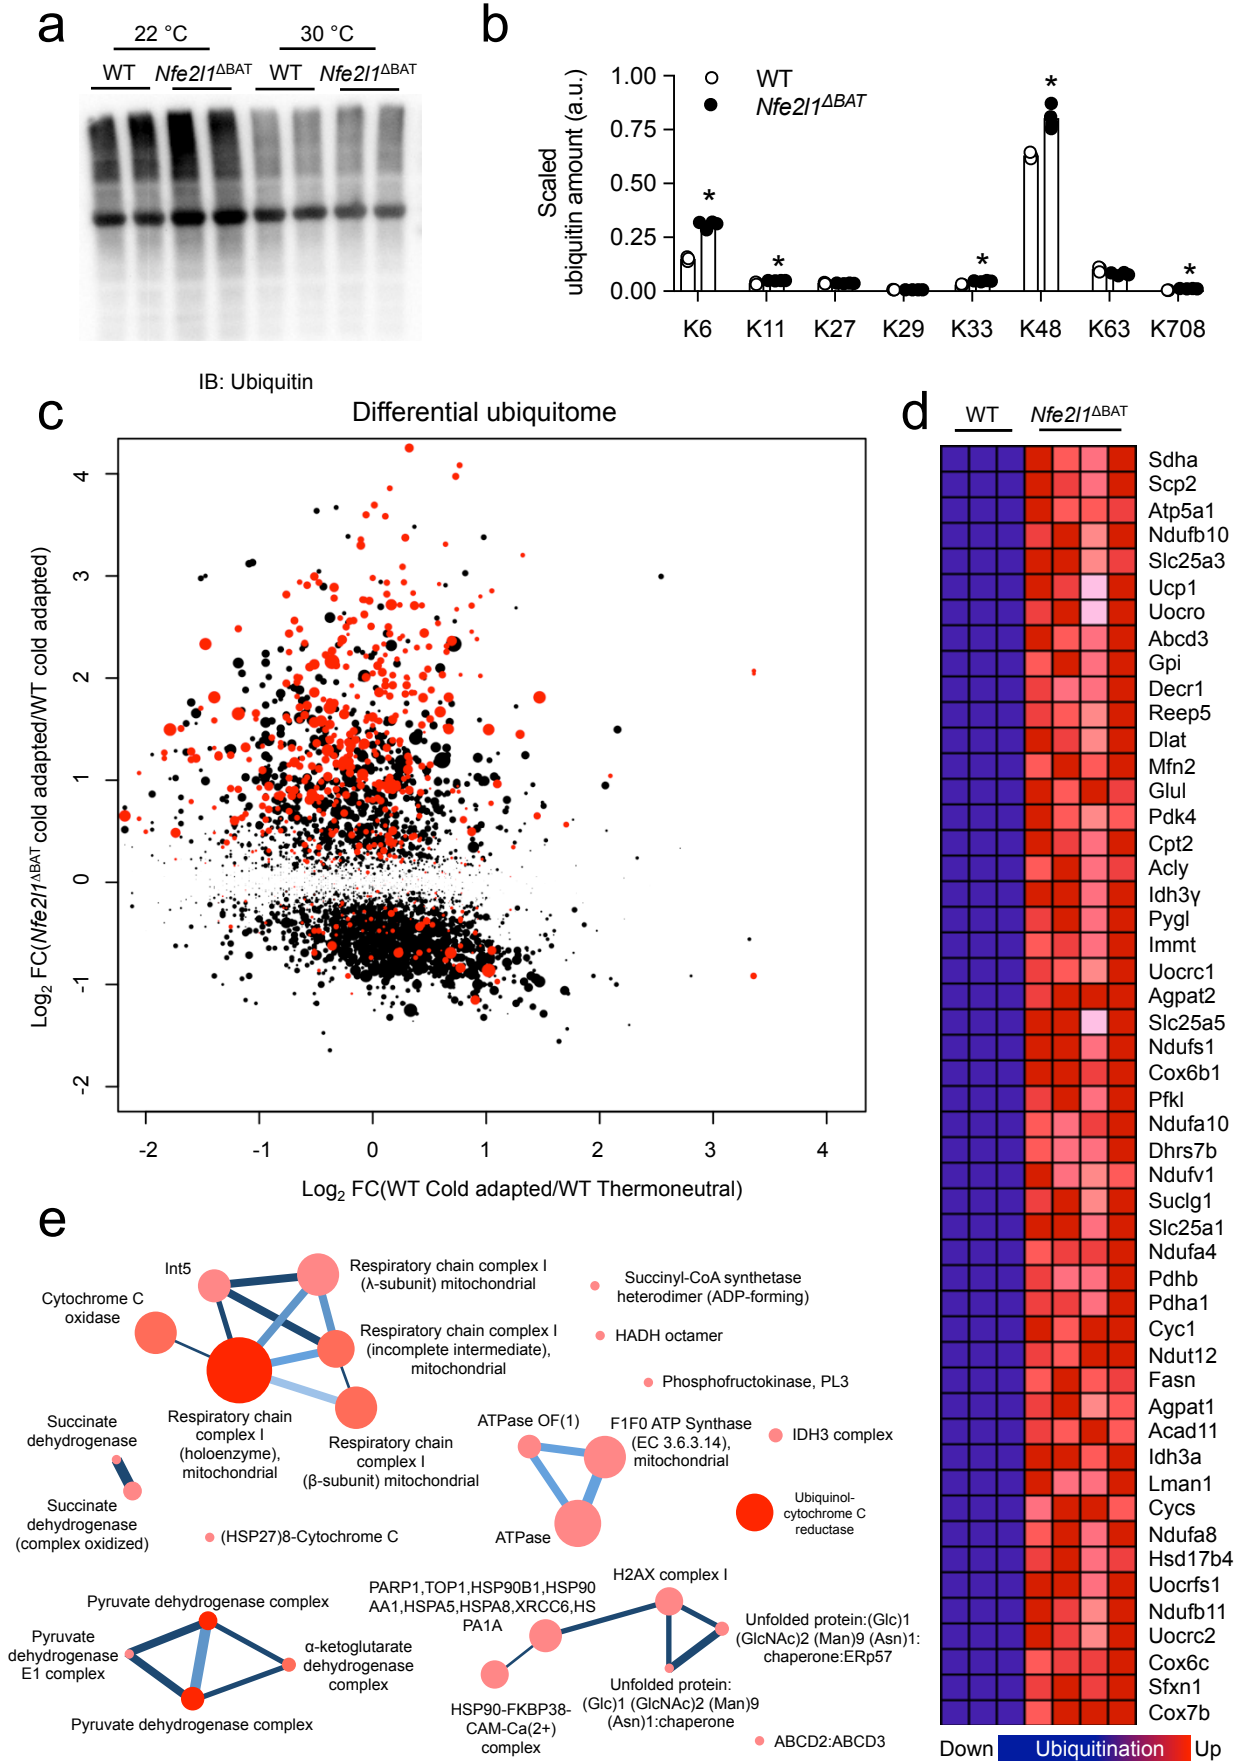 a
22 °C
30 °C
WT
Nfe2l1ΔBAT
WT
Nfe2l1ΔBAT
IB: Ubiquitin
b
WT
Nfe2l1ΔBAT
Scaled
ubiquitin amount (a.u.)
1.00
0.75
0.50
0.25
0.00
*
*
*
*
*
K6
K11
K27
K29
K33
K48
K63
K708
c
Differential ubiquitome
Log2 FC(Nfe2l1ΔBAT cold adapted/WT cold adapted)
4
3
2
1
0
-1
-2
-2
-1
0
1
2
3
4
Log2 FC(WT Cold adapted/WT Thermoneutral)
d
WT
Nfe2l1ΔBAT
Sdha
Scp2
Atp5a1
Ndufb10
Slc25a3
Ucp1
Uocro
Abcd3
Gpi
Decr1
Reep5
Dlat
Mfn2
Glul
Pdk4
Cpt2
Acly
Idh3γ
Pygl
Immt
Uocrc1
Agpat2
Slc25a5
Ndufs1
Cox6b1
Pfkl
Ndufa10
Dhrs7b
Ndufv1
Suclg1
Slc25a1
Ndufa4
Pdhb
Pdha1
Cyc1
Ndut12
Fasn
Agpat1
Acad11
Idh3a
Lman1
Cycs
Ndufa8
Hsd17b4
Uocrfs1
Ndufb11
Uocrc2
Cox6c
Sfxn1
Cox7b
Down
Ubiquitination
Up
e
Int5
Respiratory chain complex I
(λ-subunit) mitochondrial
Cytochrome C
oxidase
Respiratory chain complex I
(incomplete intermediate),
mitochondrial
Respiratory chain
complex I
(holoenzyme),
mitochondrial
Respiratory chain
complex I
(β-subunit) mitochondrial
Succinyl-CoA synthetase
heterodimer (ADP-forming)
HADH octamer
Phosphofructokinase, PL3
Succinate
dehydrogenase
Succinate
dehydrogenase
(complex oxidized)
ATPase OF(1)
F1F0 ATP Synthase
(EC 3.6.3.14),
mitochondrial
ATPase
IDH3 complex
Ubiquinol-
cytochrome C
reductase
(HSP27)8-Cytochrome C
Pyruvate dehydrogenase complex
Pyruvate
dehydrogenase
E1 complex
α-ketoglutarate
dehydrogenase
complex
Pyruvate dehydrogenase complex
PARP1,TOP1,HSP90B1,HSP90
AA1,HSPA5,HSPA8,XRCC6,HS
PA1A
H2AX complex I
Unfolded protein:(Glc)1
(GlcNAc)2 (Man)9 (Asn)1:
chaperone:ERp57
HSP90-FKBP38-
CAM-Ca(2+)
complex
Unfolded protein:
(Glc)1 (GlcNAc)2 (Man)9
(Asn)1:chaperone
ABCD2:ABCD3